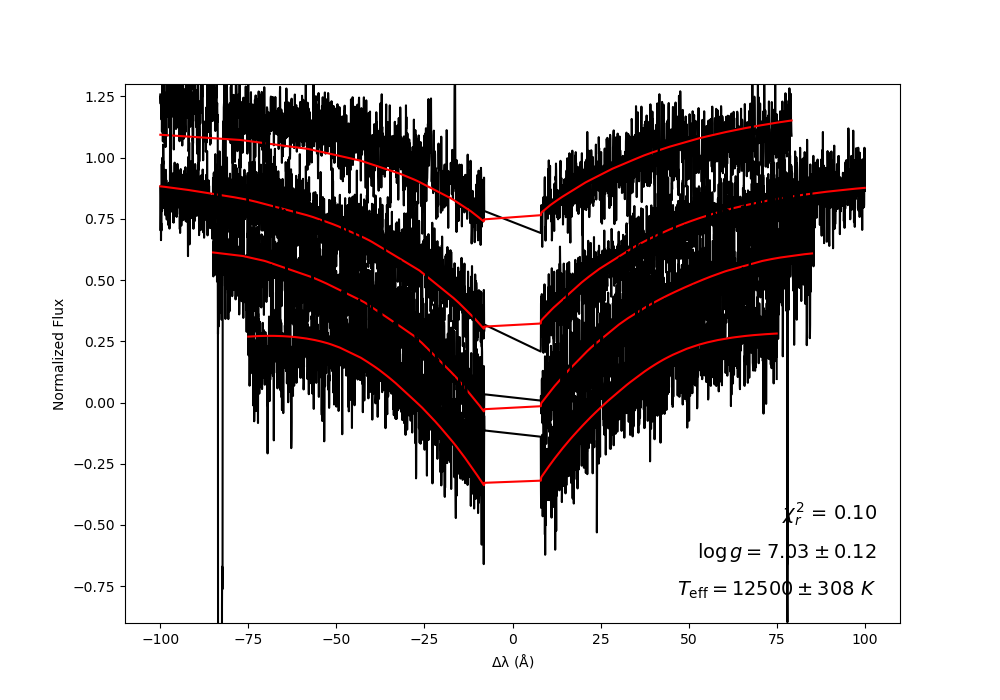 1.25
1.00
0.75
0.50
0.25
0.00
−0.25
−0.50
−0.75
Normalized Flux
χ²ᵣ = 0.10
log g = 7.03 ± 0.12
T_eff = 12500 ± 308 K
−100 −75 −50 −25 0 25 50 75 100
Δλ (Å)